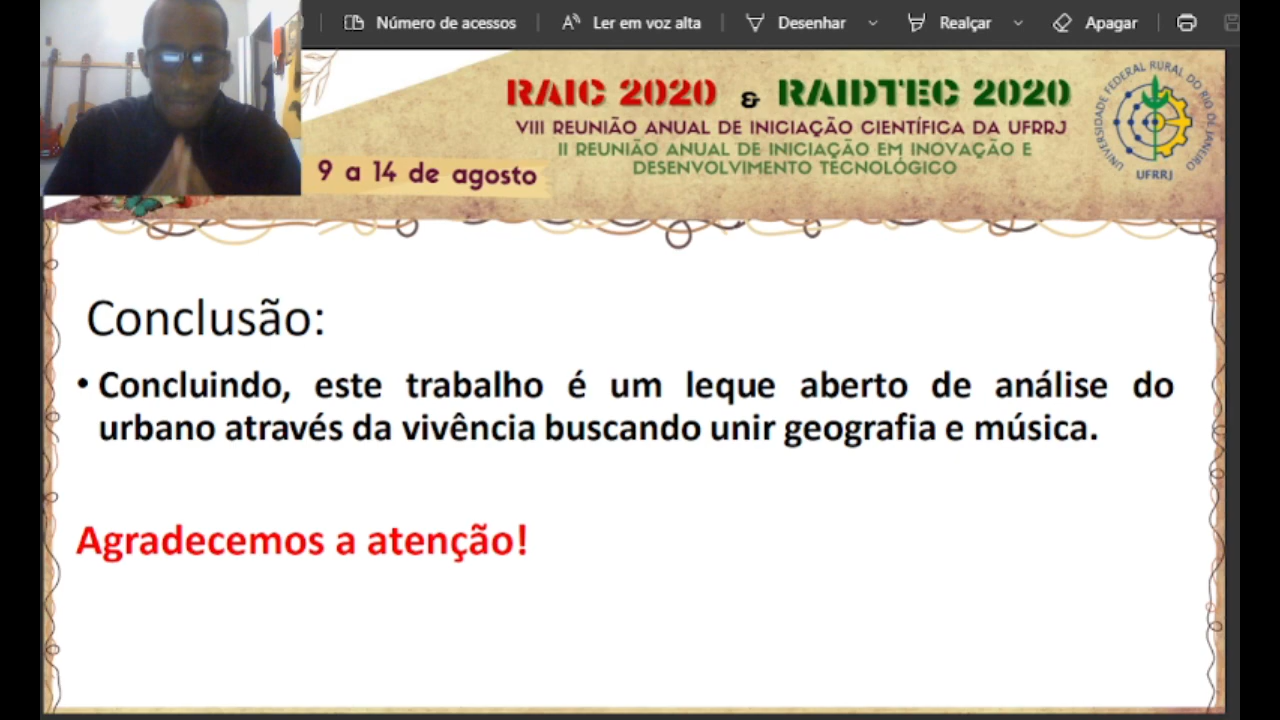 Número de acessos
Ler em voz alta
Desenhar
Realçar
Apagar
RAIC 2020 & RAIDTEC 2020
VIII REUNIÃO ANUAL DE INICIAÇÃO CIENTÍFICA DA UFRRJ
II REUNIÃO ANUAL DE INICIAÇÃO EM INOVAÇÃO E
DESENVOLVIMENTO TECNOLÓGICO
9 a 14 de agosto
UNIVERSIDADE FEDERAL RURAL DO RIO DE JANEIRO
UFRRJ
Conclusão:
• Concluindo, este trabalho é um leque aberto de análise do
urbano através da vivência buscando unir geografia e música.
Agradecemos a atenção!